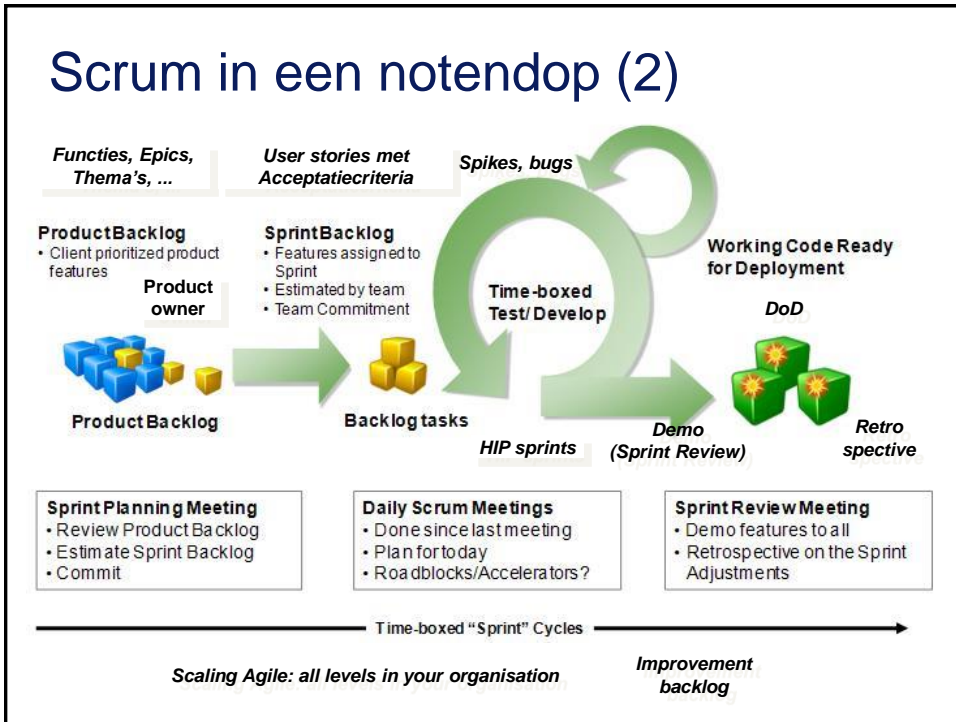 Scrum in een notendop (2)
Functies, Epics,
Thema's, ...
User stories met
Acceptatiecriteria
Spikes, bugs
Product Backlog
• Client prioritized product
features
Product
owner
Sprint Backlog
• Features assigned to
Sprint
• Estimated by team
• Team Commitment
Time-boxed
Test/ Develop
Working Code Ready
for Deployment
DoD
Product Backlog
Backlog tasks
HIP sprints
Demo
(Sprint Review)
Retro
spective
Sprint Planning Meeting
• Review Product Backlog
• Estimate Sprint Backlog
• Commit
Daily Scrum Meetings
• Done since last meeting
• Plan for today
• Roadblocks/Accelerators?
Sprint Review Meeting
• Demo features to all
• Retrospective on the Sprint
Adjustments
Time-boxed “Sprint” Cycles
Scaling Agile: all levels in your organisation
Improvement
backlog